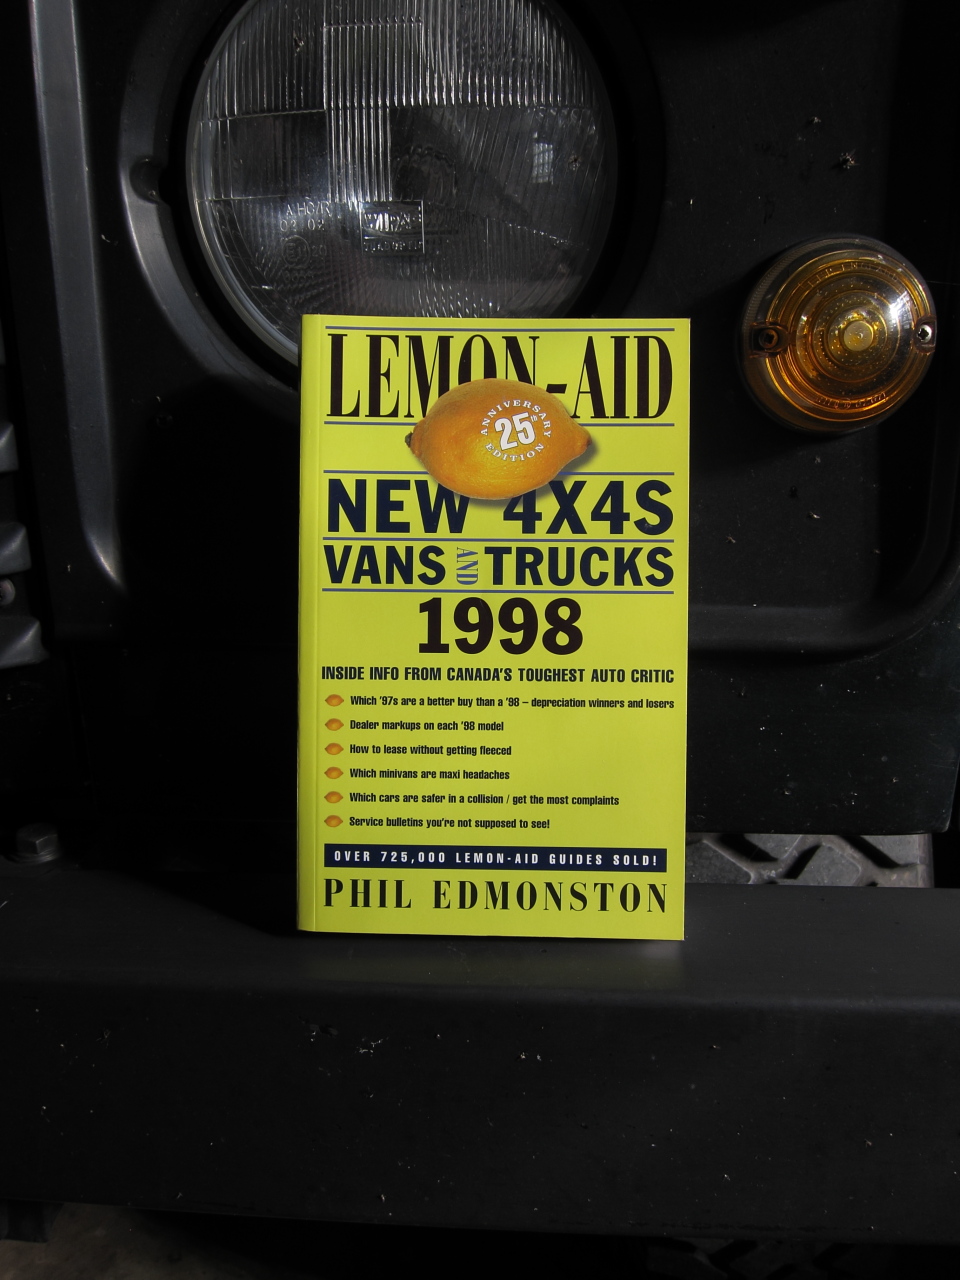 LEMON-AID
ANNIVERSARY
25th
EDITION
NEW 4X4S
VANS AND TRUCKS
1998
INSIDE INFO FROM CANADA'S TOUGHEST AUTO CRITIC
Which '97s are a better buy than a '98 – depreciation winners and losers
Dealer markups on each '98 model
How to lease without getting fleeced
Which minivans are maxi headaches
Which cars are safer in a collision / get the most complaints
Service bulletins you're not supposed to see!
OVER 725,000 LEMON-AID GUIDES SOLD!
PHIL EDMONSTON